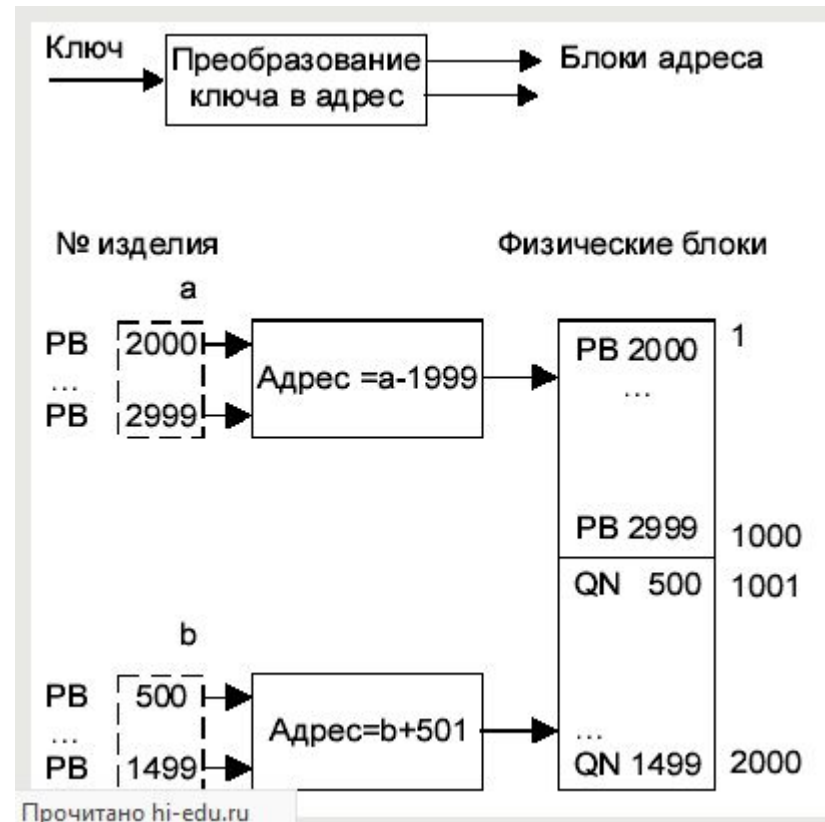 Ключ
Преобразование
ключа в адрес
Блоки адреса
№ изделия
Физические блоки
a
PB 2000
...
PB 2999
Адрес =a-1999
PB 2000
1
...
PB 2999
1000
QN 500
1001
b
PB 500
...
PB 1499
Адрес=b+501
...
QN 1499
2000
Прочитано hi-edu.ru